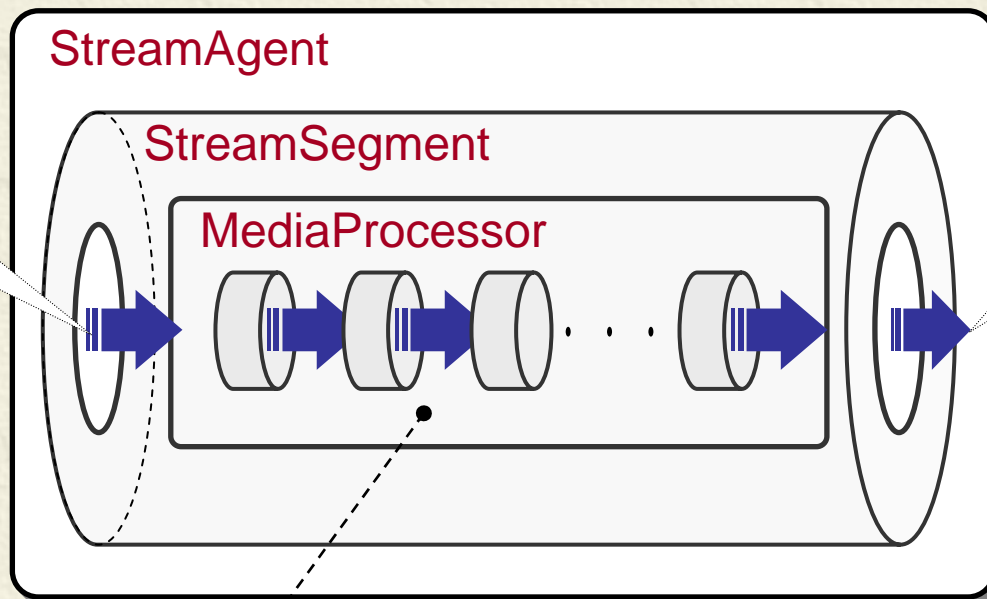 StreamAgent
StreamSegment
MediaProcessor
. . .